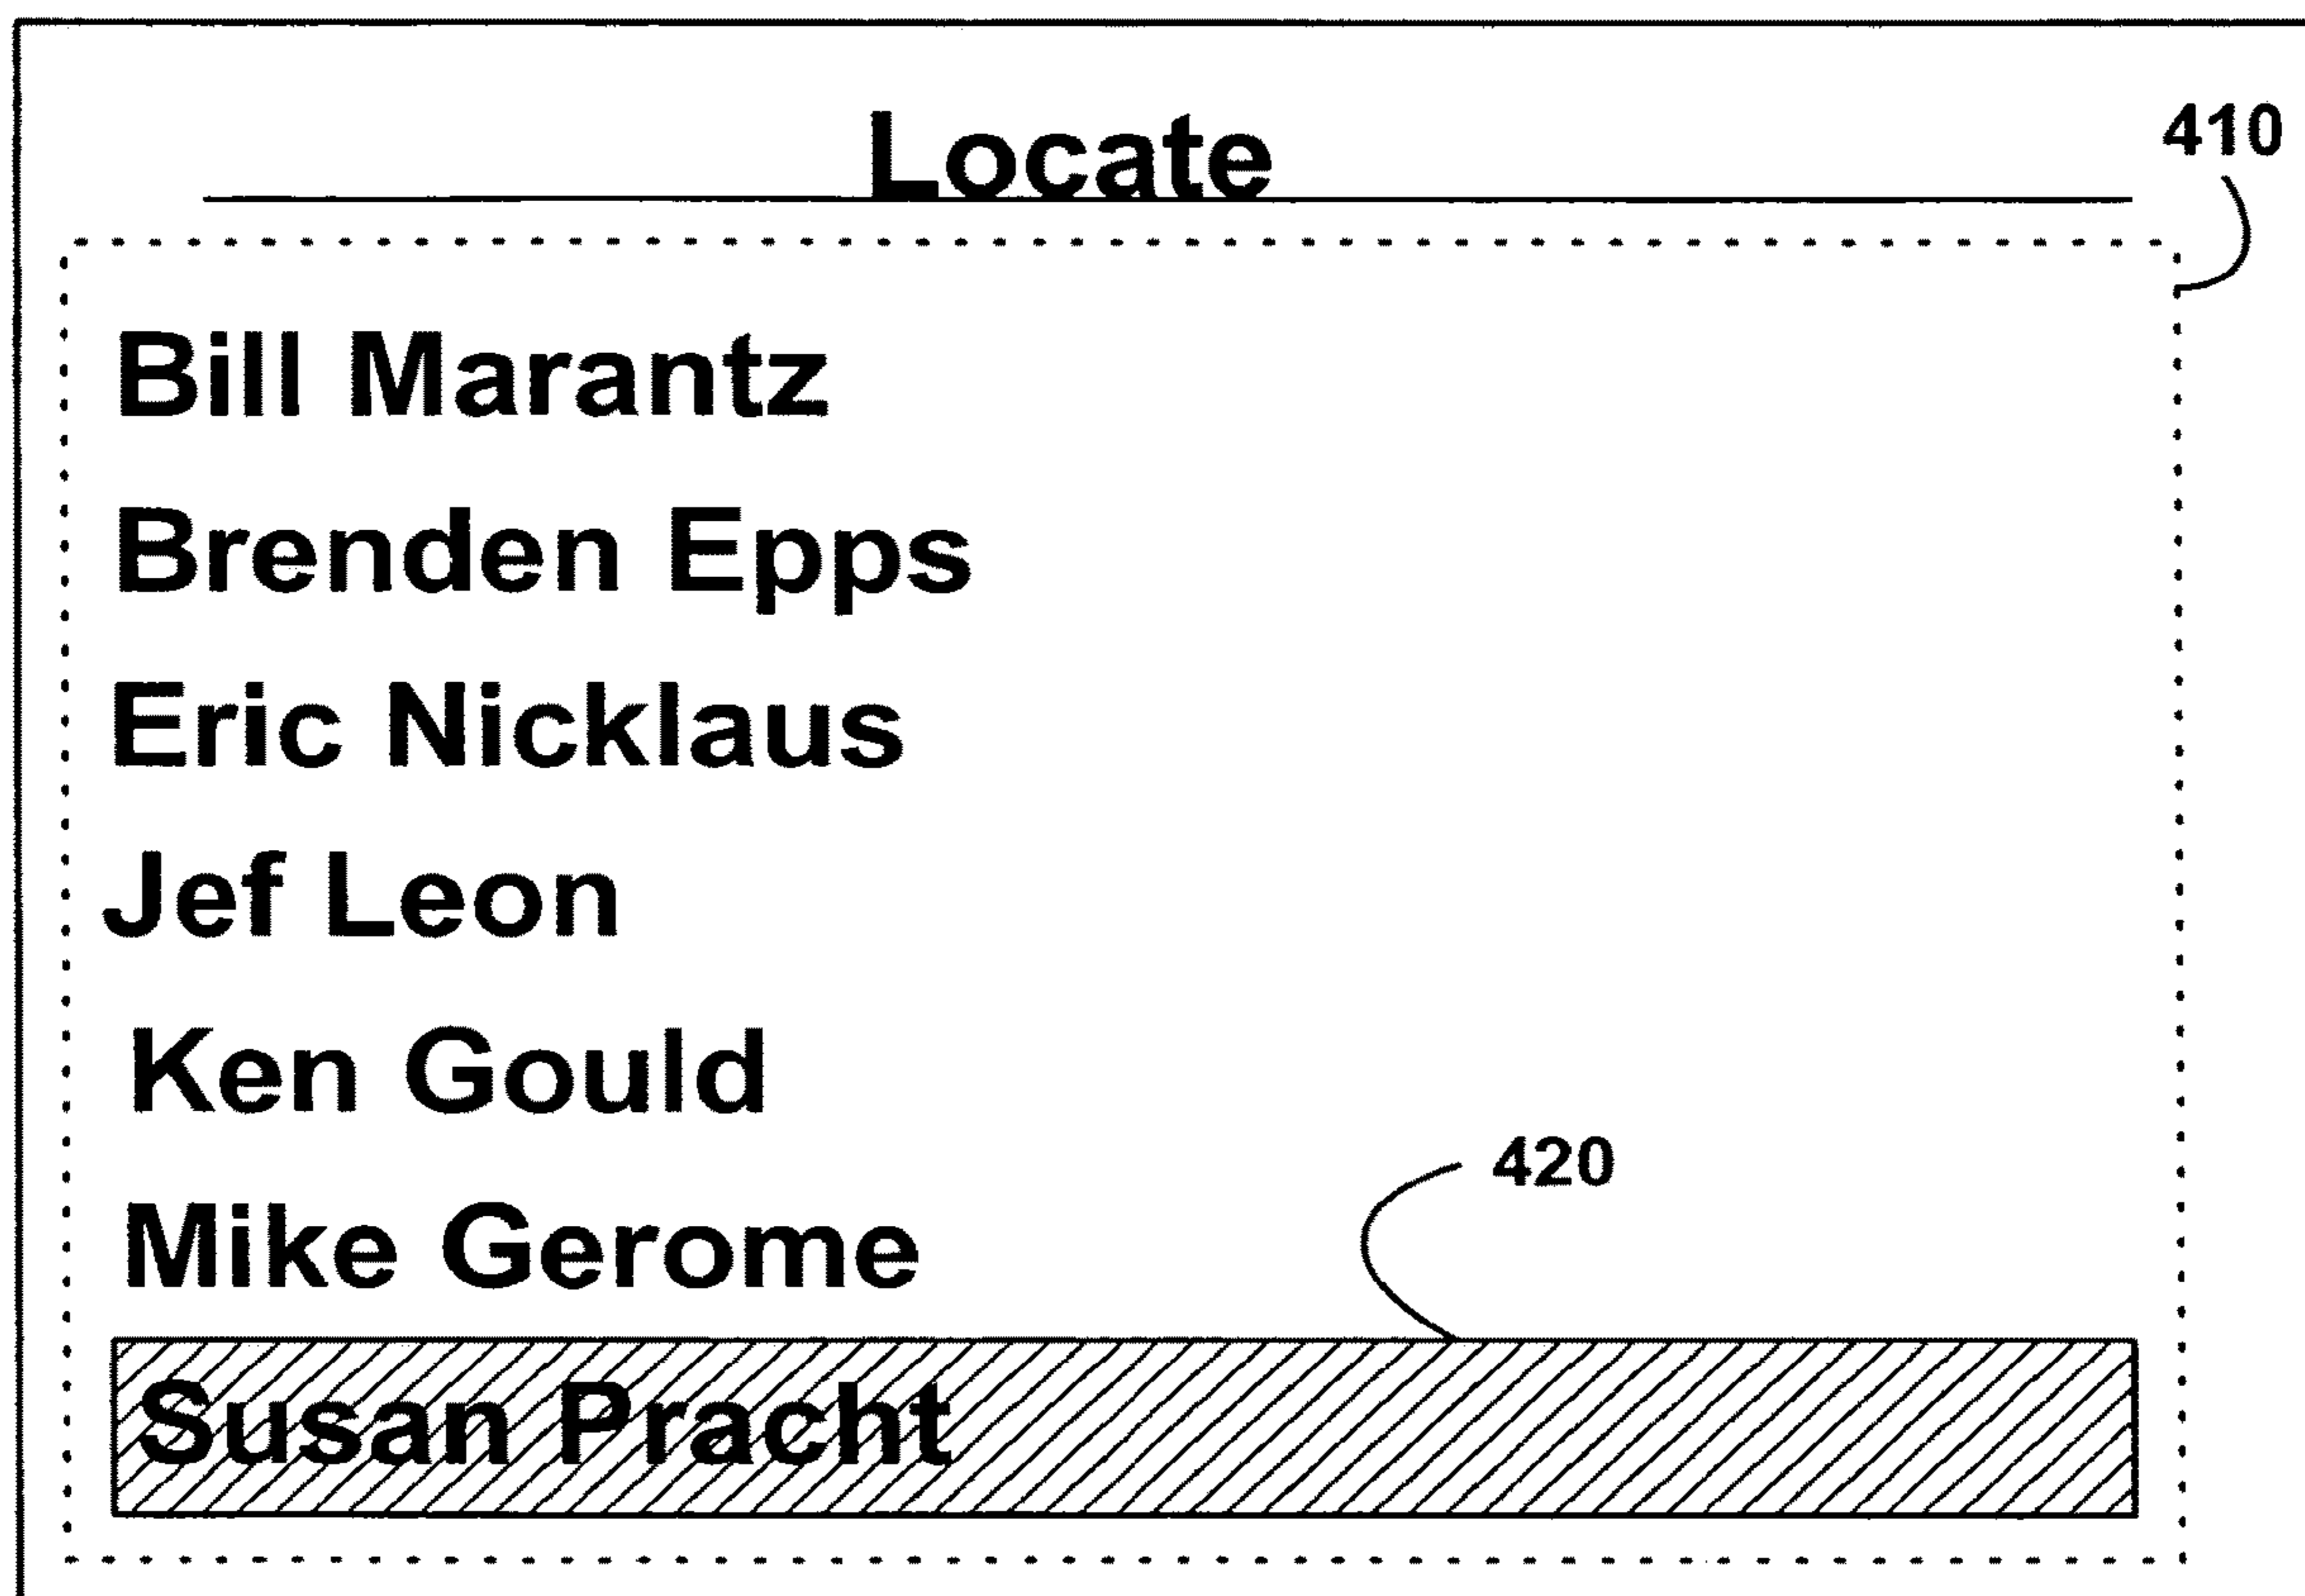 Locate
410
Bill Marantz
Brenden Epps
Eric Nicklaus
Jef Leon
Ken Gould
420
Mike Gerome
Susan Pracht